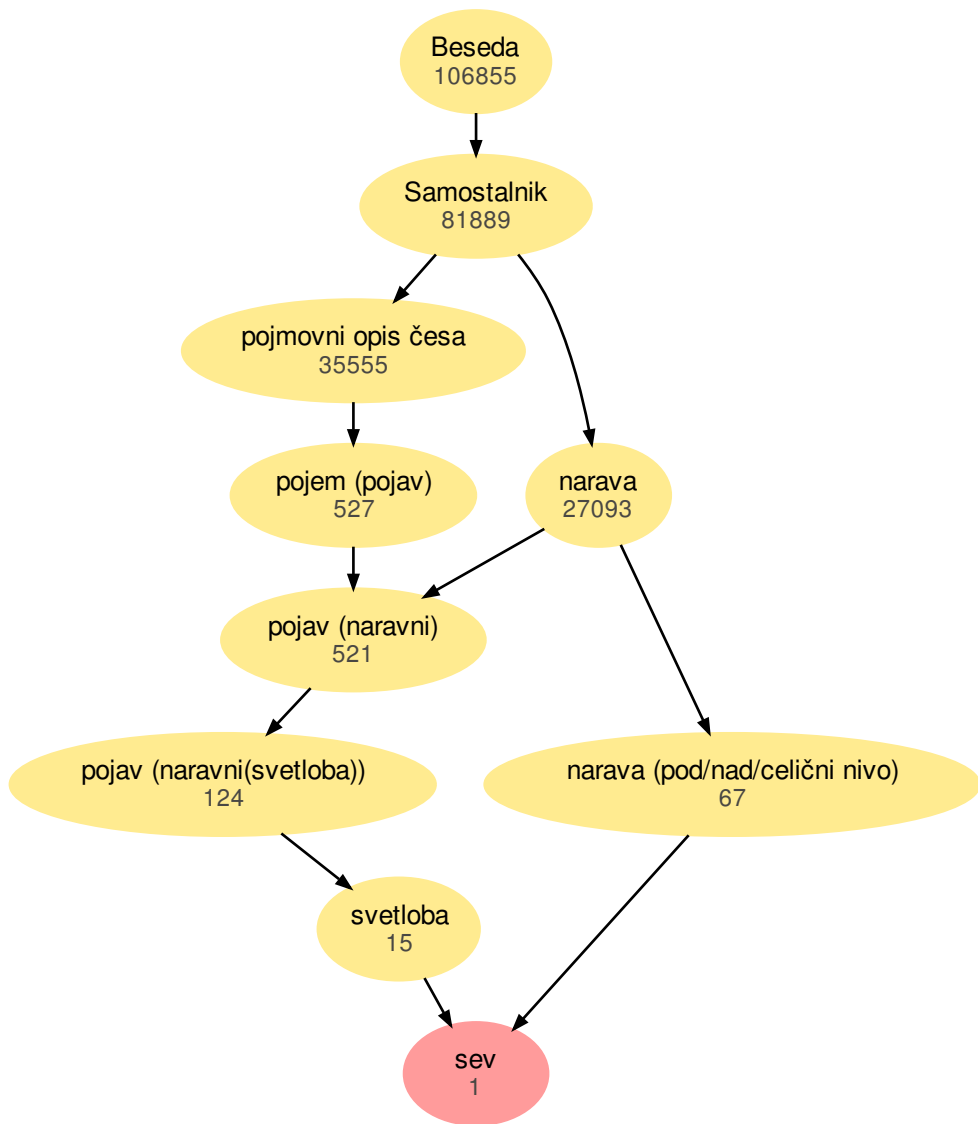 Beseda
106855
Samostalnik
81889
pojmovni opis česa
35555
pojem (pojav)
527
narava
27093
pojav (naravni)
521
pojav (naravni(svetloba))
124
narava (pod/nad/celični nivo)
67
svetloba
15
sev
1